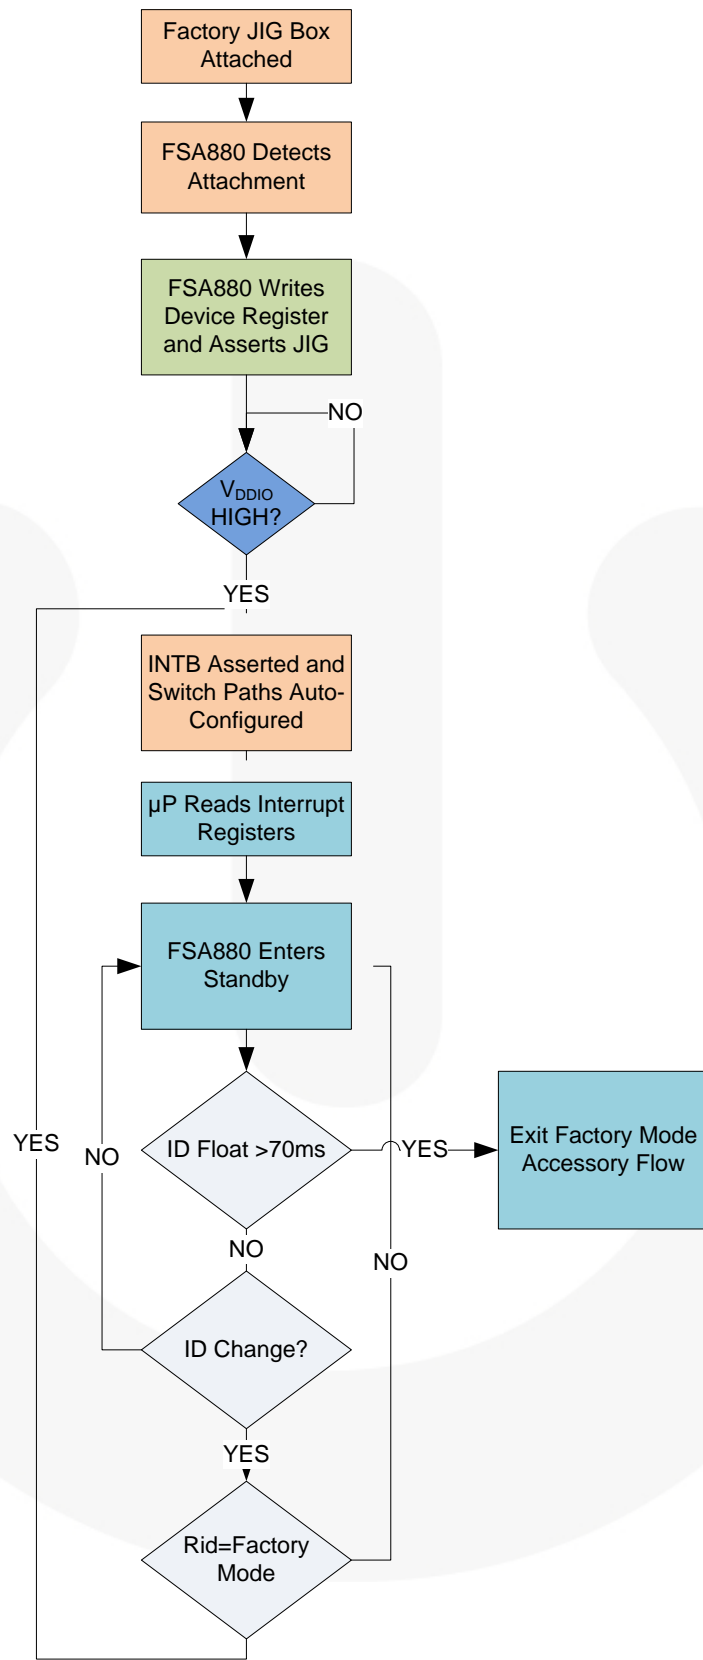 Factory JIG Box
Attached
FSA880 Detects
Attachment
FSA880 Writes
Device Register
and Asserts JIG
NO
VDDIO
HIGH?
YES
INTB Asserted and
Switch Paths Auto-
Configured
µP Reads Interrupt
Registers
FSA880 Enters
Standby
YES
NO
ID Float >70ms
YES
Exit Factory Mode
Accessory Flow
NO
NO
ID Change?
YES
Rid=Factory
Mode